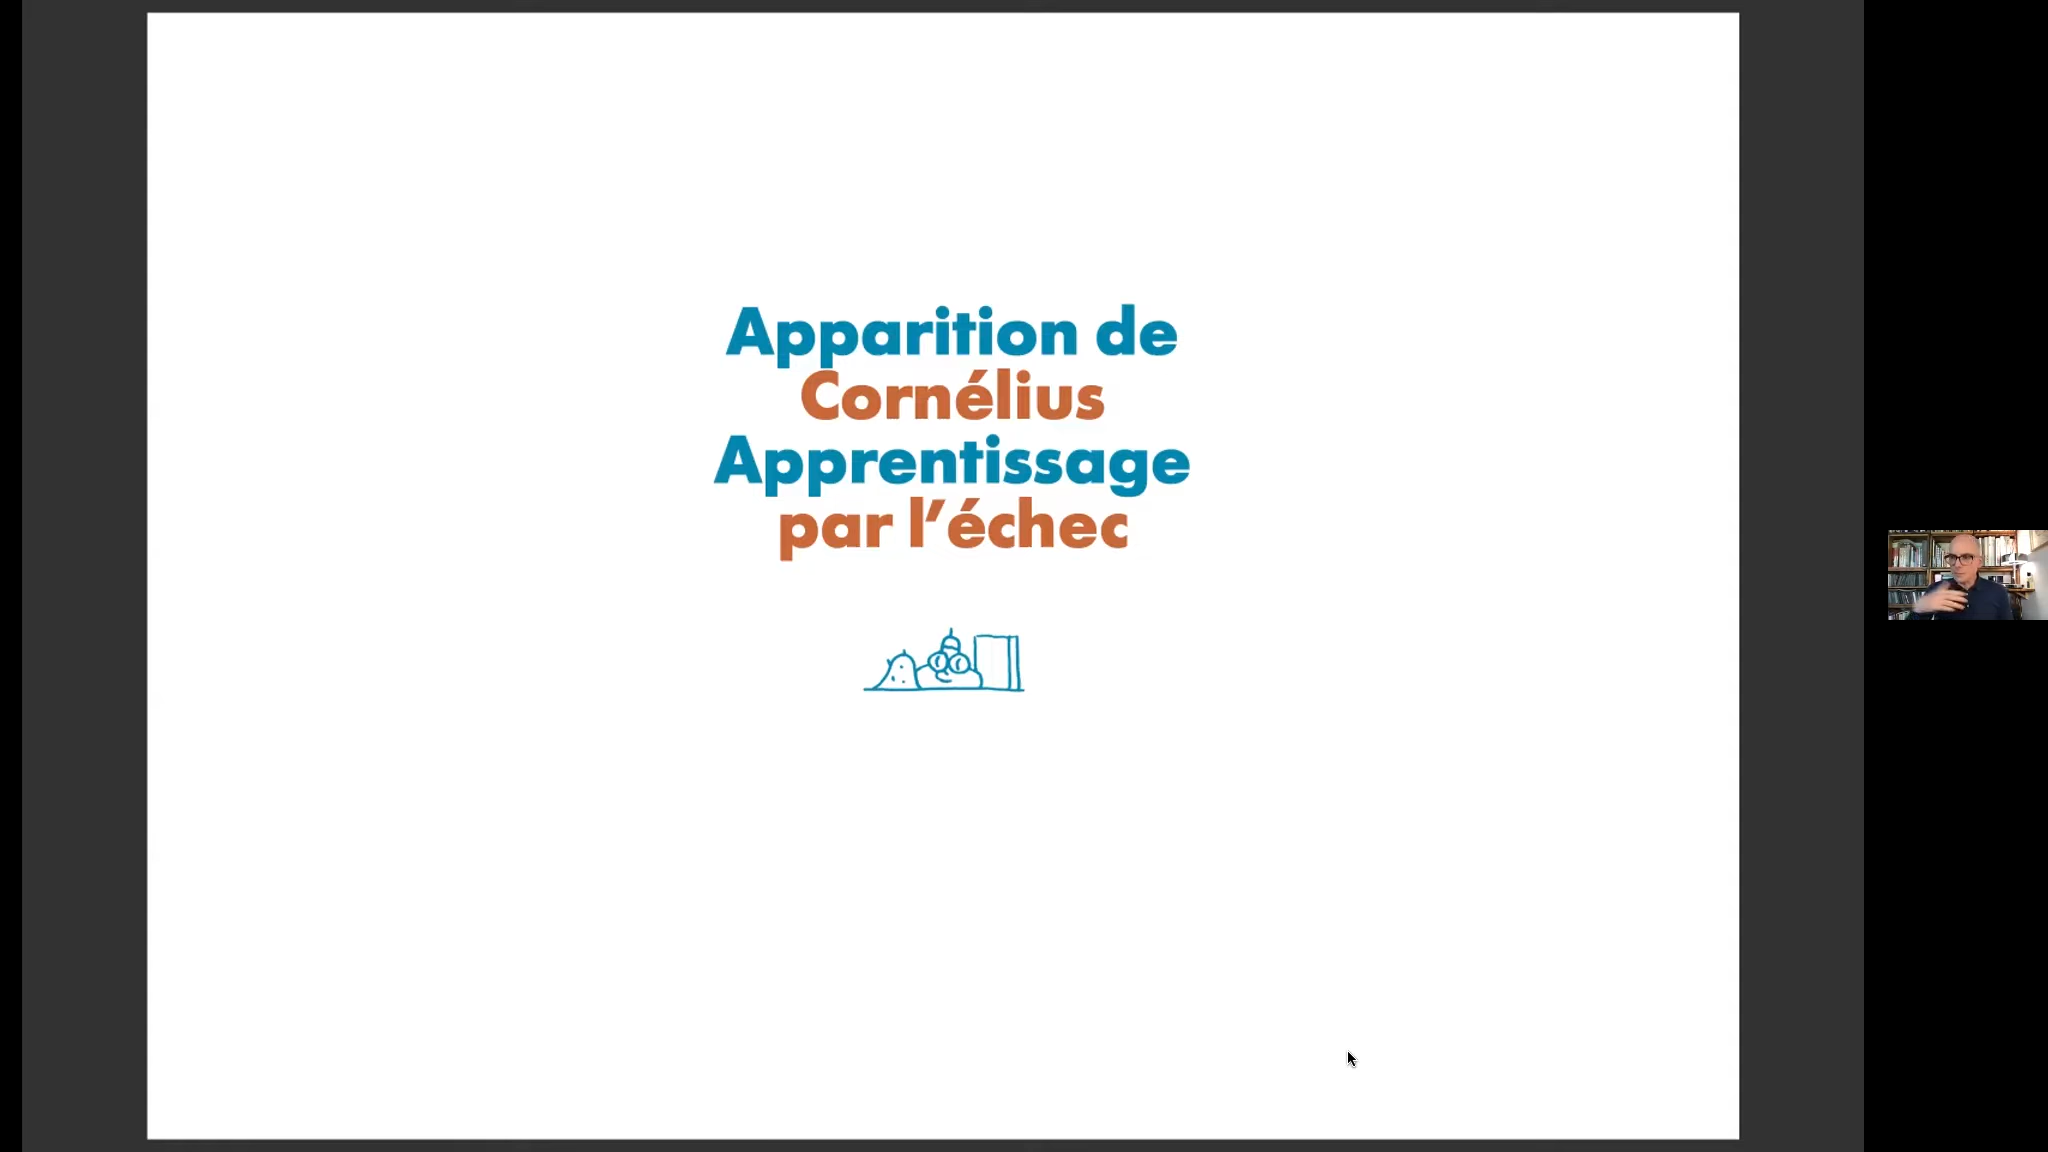 Apparition de
Cornélius
Apprentissage
par l’échec